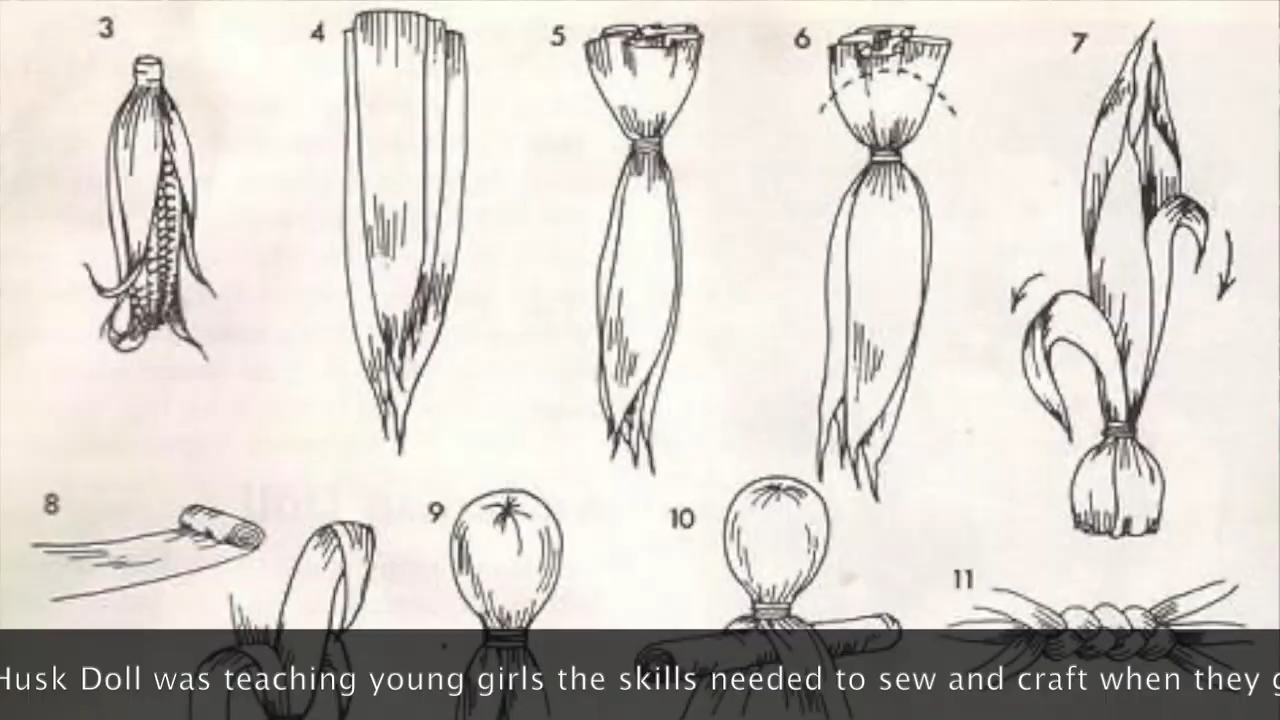 3 4 5 6 7
8 9 10 11
Husk Doll was teaching young girls the skills needed to sew and craft when they